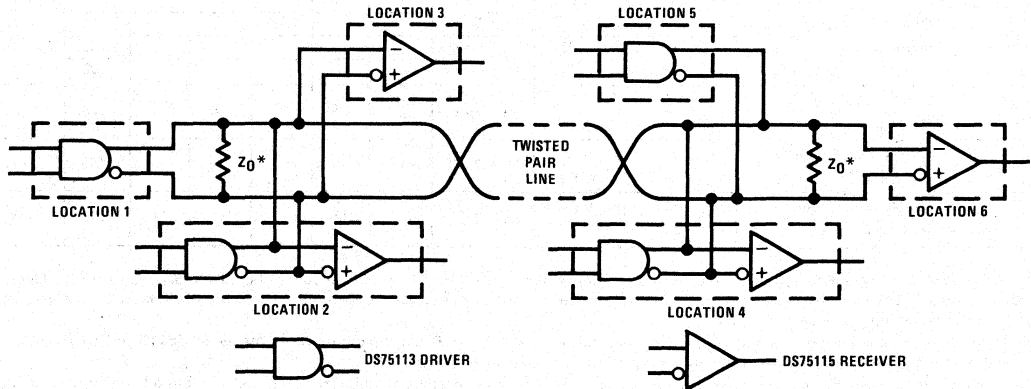 LOCATION 3
LOCATION 5
LOCATION 1
Z0*
TWISTED
PAIR
LINE
Z0*
LOCATION 6
LOCATION 2
LOCATION 4
DS75113 DRIVER
DS75115 RECEIVER